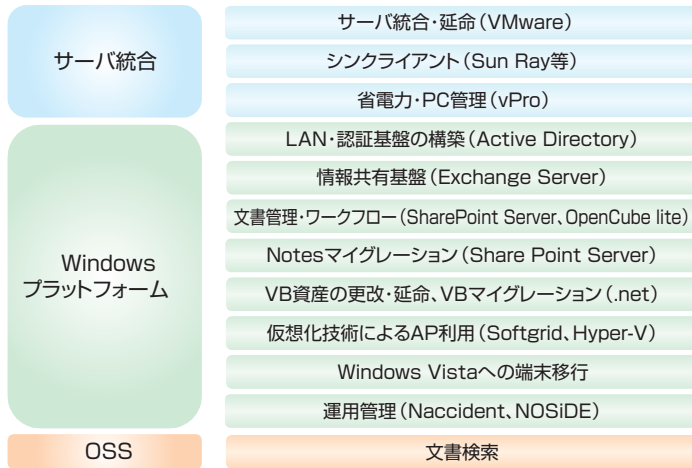 サーバ統合
サーバ統合・延命（VMware）
シンクライアント（Sun Ray等）
省電力・PC管理（vPro）
Windows
プラットフォーム
LAN・認証基盤の構築（Active Directory）
情報共有基盤（Exchange Server）
文書管理・ワークフロー（SharePoint Server、OpenCube lite）
Notesマイグレーション（Share Point Server）
VB資産の更改・延命、VBマイグレーション（.net）
仮想化技術によるAP利用（Softgrid、Hyper-V）
Windows Vistaへの端末移行
運用管理（Naccident、NOSiDE）
OSS
文書検索